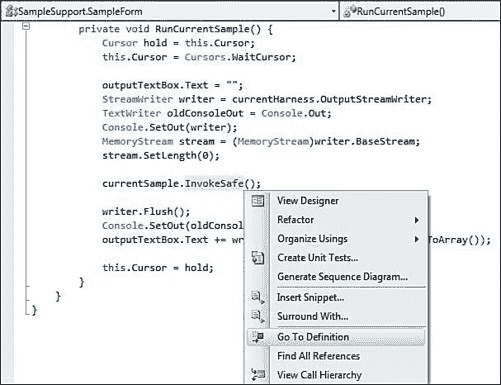 SampleSupport.SampleForm RunCurrentSample()
private void RunCurrentSample() {
Cursor hold = this.Cursor;
this.Cursor = Cursors.WaitCursor;
outputTextBox.Text = "";
StreamWriter writer = currentHarness.OutputStreamWriter;
TextWriter oldConsoleOut = Console.Out;
Console.SetOut(writer);
MemoryStream stream = (MemoryStream)writer.BaseStream;
stream.SetLength(0);
currentSample.InvokeSafe();
writer.Flush();
Console.SetOut(oldConsol
outputTextBox.Text += wr ToArray());
this.Cursor = hold;
}
}
}
View Designer
Refactor
Organize Usings
Create Unit Tests...
Generate Sequence Diagram...
Insert Snippet...
Surround With...
Go To Definition
Find All References
View Call Hierarchy